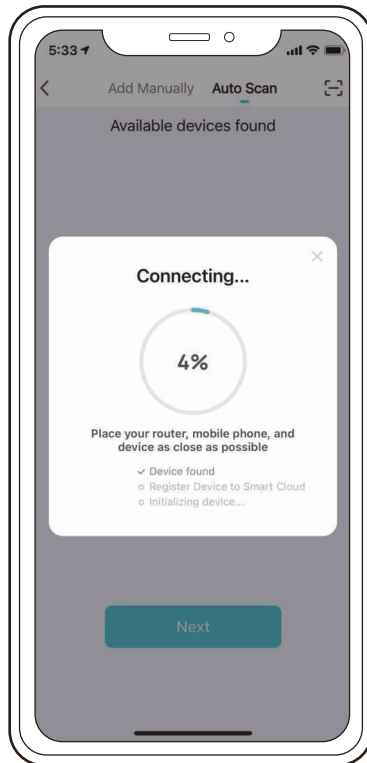 5:33
Add Manually Auto Scan
Available devices found
Connecting...
4%
Place your router, mobile phone, and
device as close as possible
✓ Device found
Register Device to Smart Cloud
Initializing device...
Next